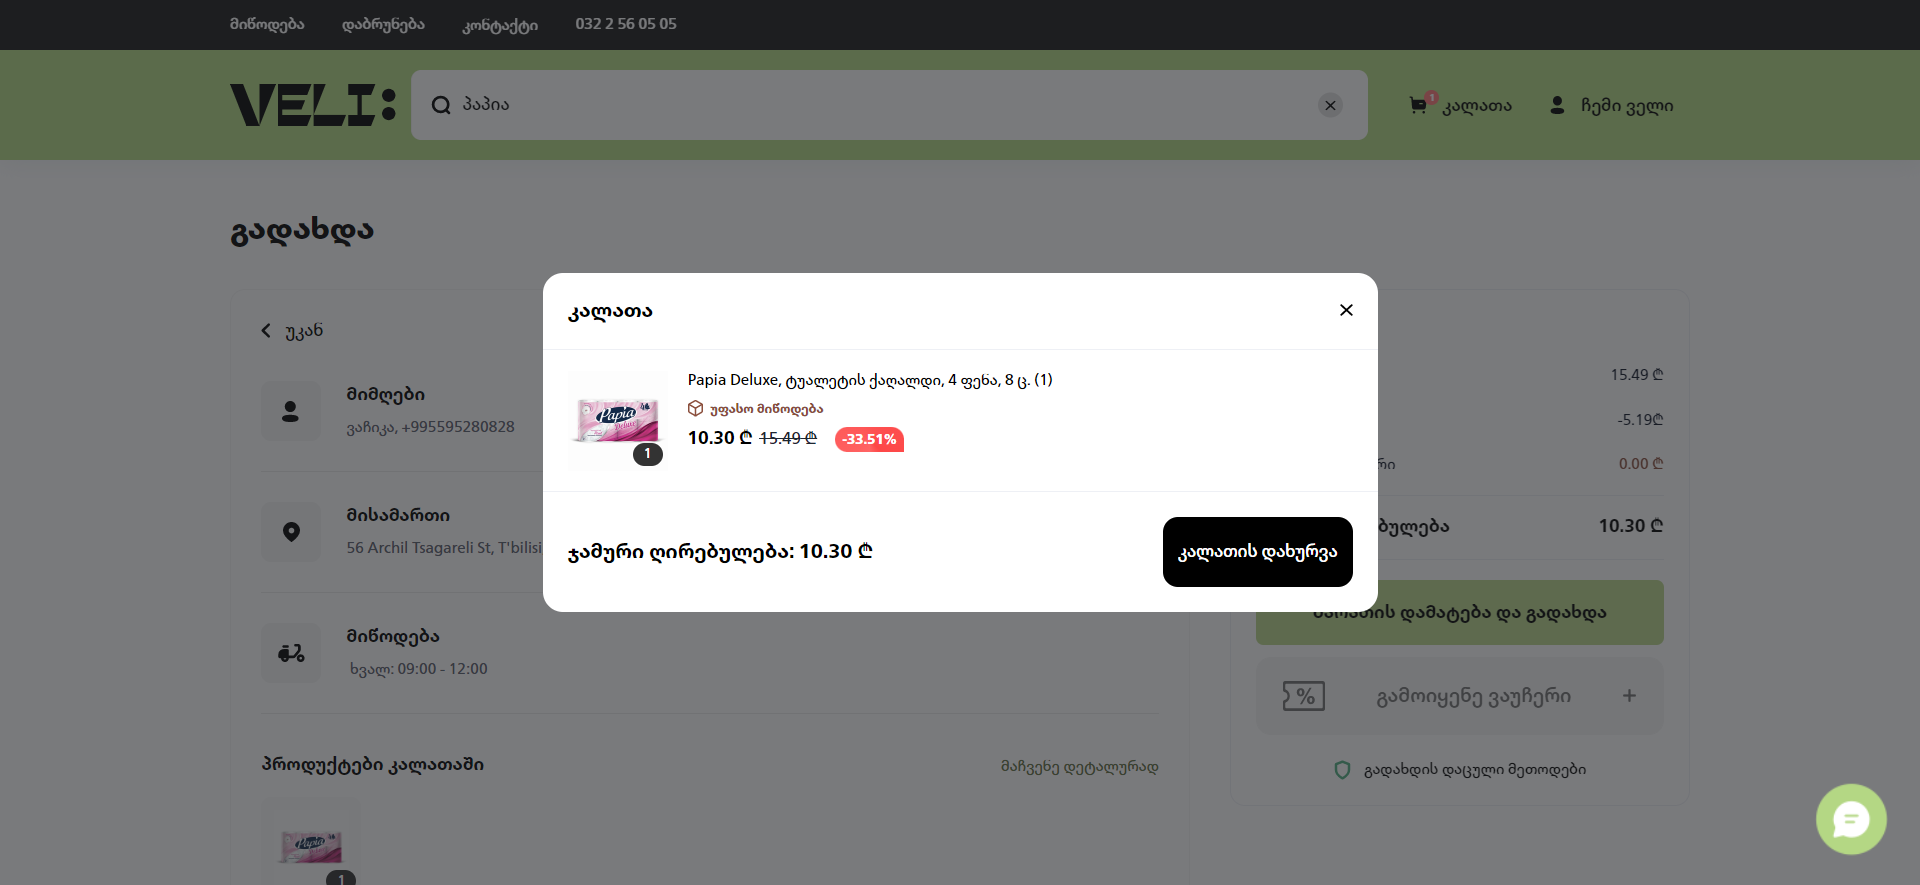 მიწოდება დაბრუნება კონტაქტი 032 2 56 05 05
VELI:
პაპია
1
კალათა
ჩემი ველი
გადახდა
უკან
მიმღები
ვაჩიკა, +995595280828
მისამართი
56 Archil Tsagareli St, T'bilisi
მიწოდება
ხვალ: 09:00 - 12:00
პროდუქტები კალათაში
მაჩვენე დეტალურად
Papia
1
კალათა
Papia Deluxe, ტუალეტის ქაღალდი, 4 ფენა, 8 ც. (1)
უფასო მიწოდება
10.30 ₾ 15.49 ₾ -33.51%
Papia
Deluxe
1
ჯამური ღირებულება: 10.30 ₾
კალათის დახურვა
15.49 ₾
-5.19₾
რი 0.00 ₾
ბულება 10.30 ₾
დამატება და გადახდა
% გამოიყენე ვაუჩერი +
გადახდის დაცული მეთოდები